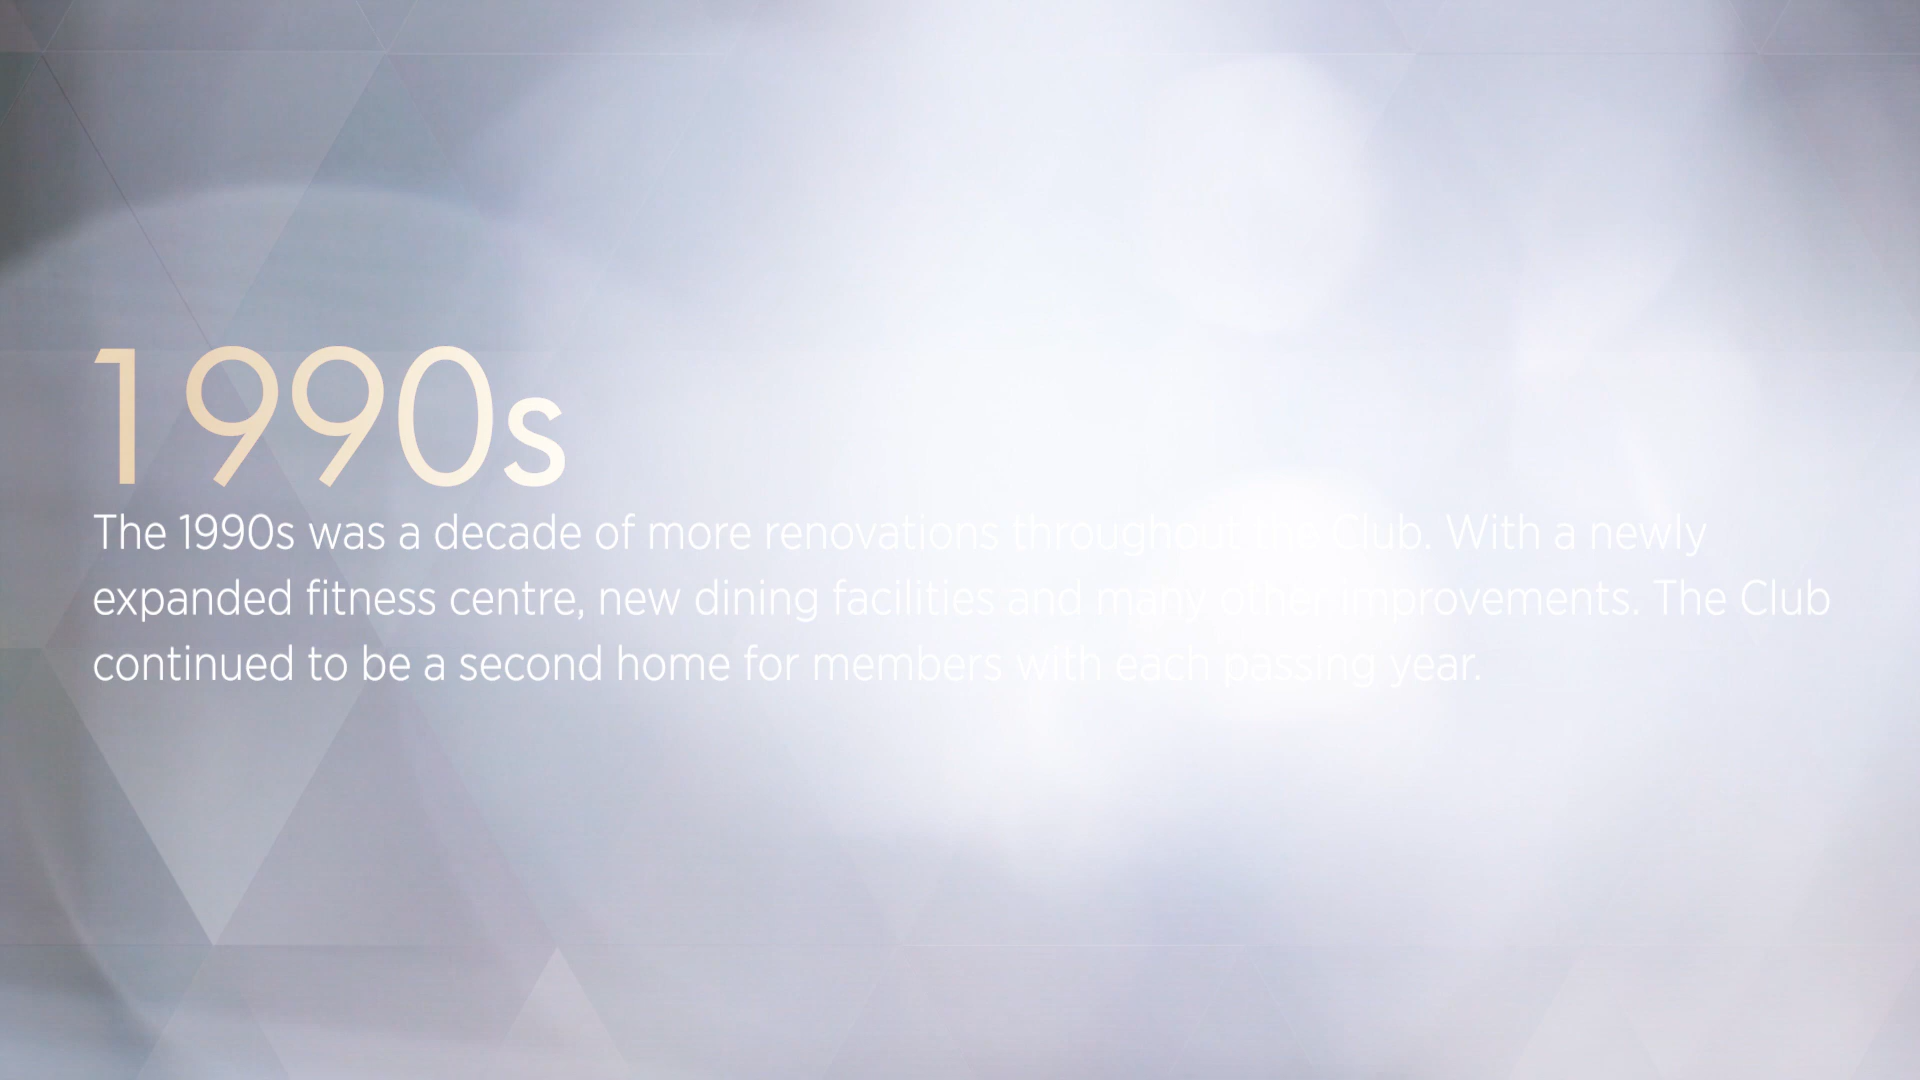 1990s
The 1990s was a decade of more renovations throughout the Club. With a newly
expanded fitness centre, new dining facilities and many other improvements. The Club
continued to be a second home for members with each passing year.